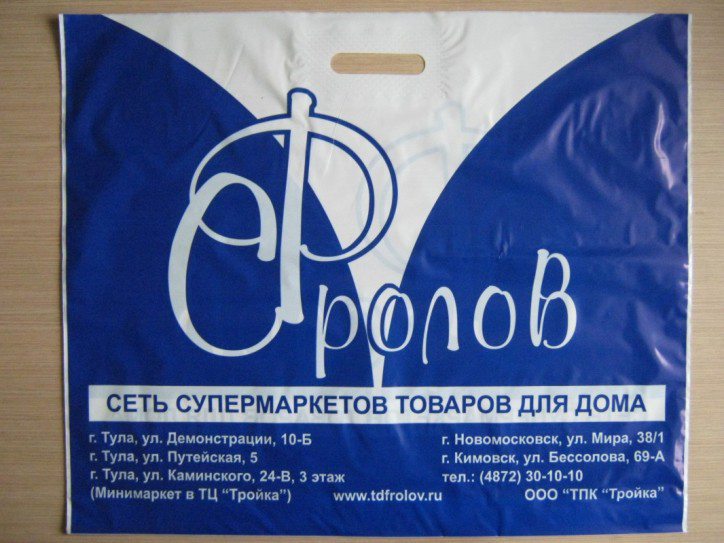 Фролов
СЕТЬ СУПЕРМАРКЕТОВ ТОВАРОВ ДЛЯ ДОМА
г. Тула, ул. Демонстрации, 10-Б
г. Тула, ул. Путейская, 5
г. Тула, ул. Каминского, 24-В, 3 этаж
(Минимаркет в ТЦ “Тройка”)
www.tdfrolov.ru
г. Новомосковск, ул. Мира, 38/1
г. Кимовск, ул. Бессолова, 69-А
тел.: (4872) 30-10-10
ООО “ТПК “Тройка”